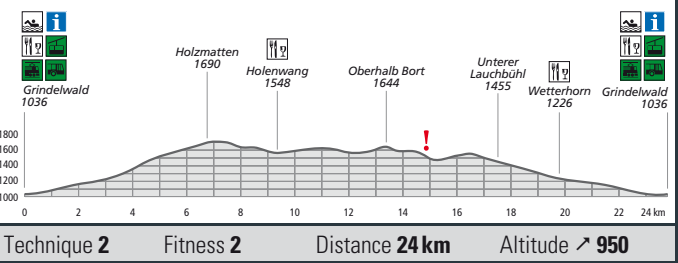 i
i
Holzmatten
1690
Holenwang
1548
Oberhalb Bort
1644
Unterer
Lauchbühl
1455
Wetterhorn
1226
Grindelwald
1036
Grindelwald
1036
!
1800
1600
1400
1200
1000
0 2 4 6 8 10 12 14 16 18 20 22 24 km
Technique 2 Fitness 2 Distance 24 km Altitude ↗ 950